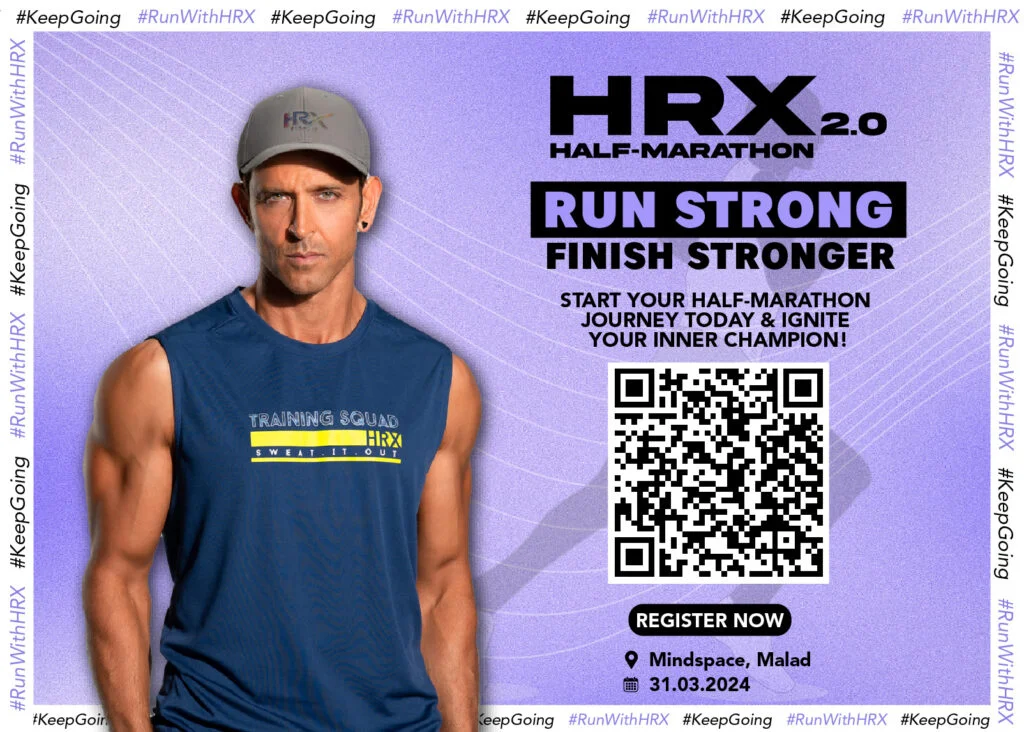 #KeepGoing #RunWithHRX #KeepGoing #RunWithHRX #KeepGoing #RunWithHRX #KeepGoing #RunWithHRX
#RunWithHRX #KeepGoing #RunWithHRX #KeepGoing #RunWithHRX
HRX
TRAINING SQUAD
HRX
SWEAT.IT.OUT
HRX 2.0
HALF-MARATHON
RUN STRONG
FINISH STRONGER
START YOUR HALF-MARATHON
JOURNEY TODAY & IGNITE
YOUR INNER CHAMPION!
REGISTER NOW
Mindspace, Malad
31.03.2024
#RunWithHRX #KeepGoing #RunWithHRX #KeepGoing #RunWithHRX
KeepGoing #RunWithHRX #KeepGoing #RunWithHRX #KeepGoing